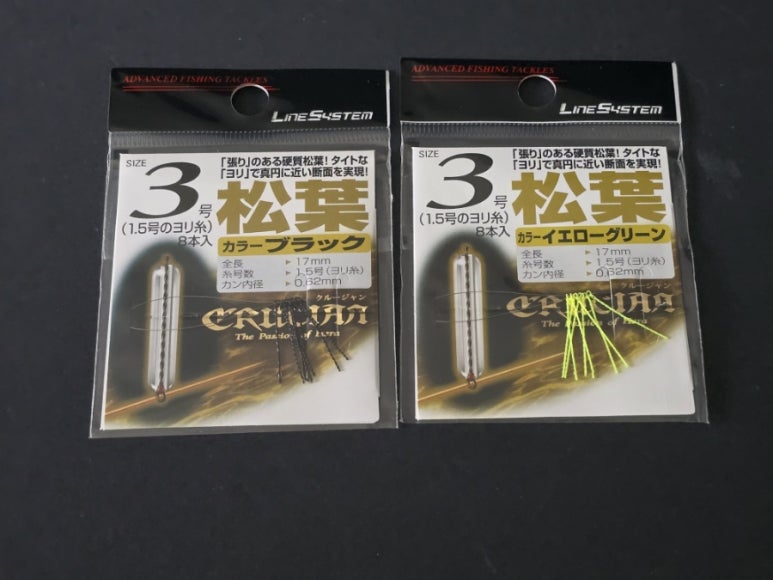 ADVANCED FISHING TACKLES
LINESYSTEM
SIZE
3号
(1.5号のヨリ糸)
8本入
「張り」のある硬質松葉!タイトな
「ヨリ」で真円に近い断面を実現!
松葉
カラーブラック
全長 ▶ 17mm
糸号数 ▶ 1.5号(ヨリ糸)
カン内径 ▶ 0.62mm
クルージャン
CRUCIAN
The Passion of Hera
ADVANCED FISHING TACKLES
LINESYSTEM
SIZE
3号
(1.5号のヨリ糸)
8本入
「張り」のある硬質松葉!タイトな
「ヨリ」で真円に近い断面を実現!
松葉
カラーイエローグリーン
全長 ▶ 17mm
糸号数 ▶ 1.5号(ヨリ糸)
カン内径 ▶ 0.62mm
クルージャン
CRUCIAN
The Passion of Hera